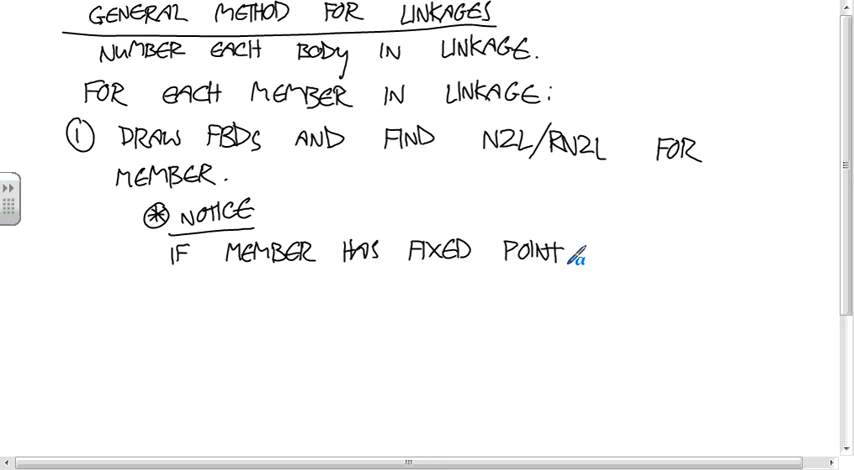 GENERAL METHOD FOR LINKAGES
NUMBER EACH BODY IN LINKAGE.
FOR EACH MEMBER IN LINKAGE:
① DRAW FBDS AND FIND N2L/RN2L FOR
MEMBER.
⊛ NOTICE
IF MEMBER HAS FIXED POINT